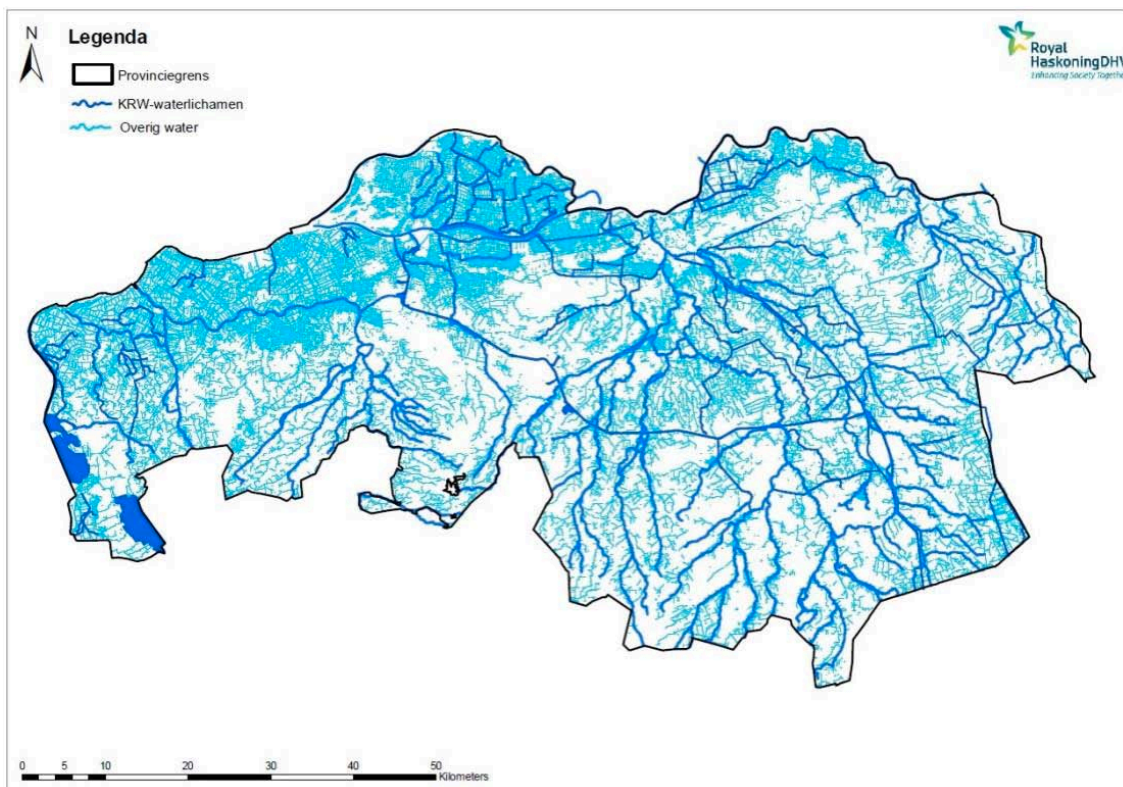 N
Legenda
Provinciegrens
KRW-waterlichamen
Overig water
Royal
HaskoningDHV
Enhancing Society Together
0 5 10 20 30 40 50
Kilometers